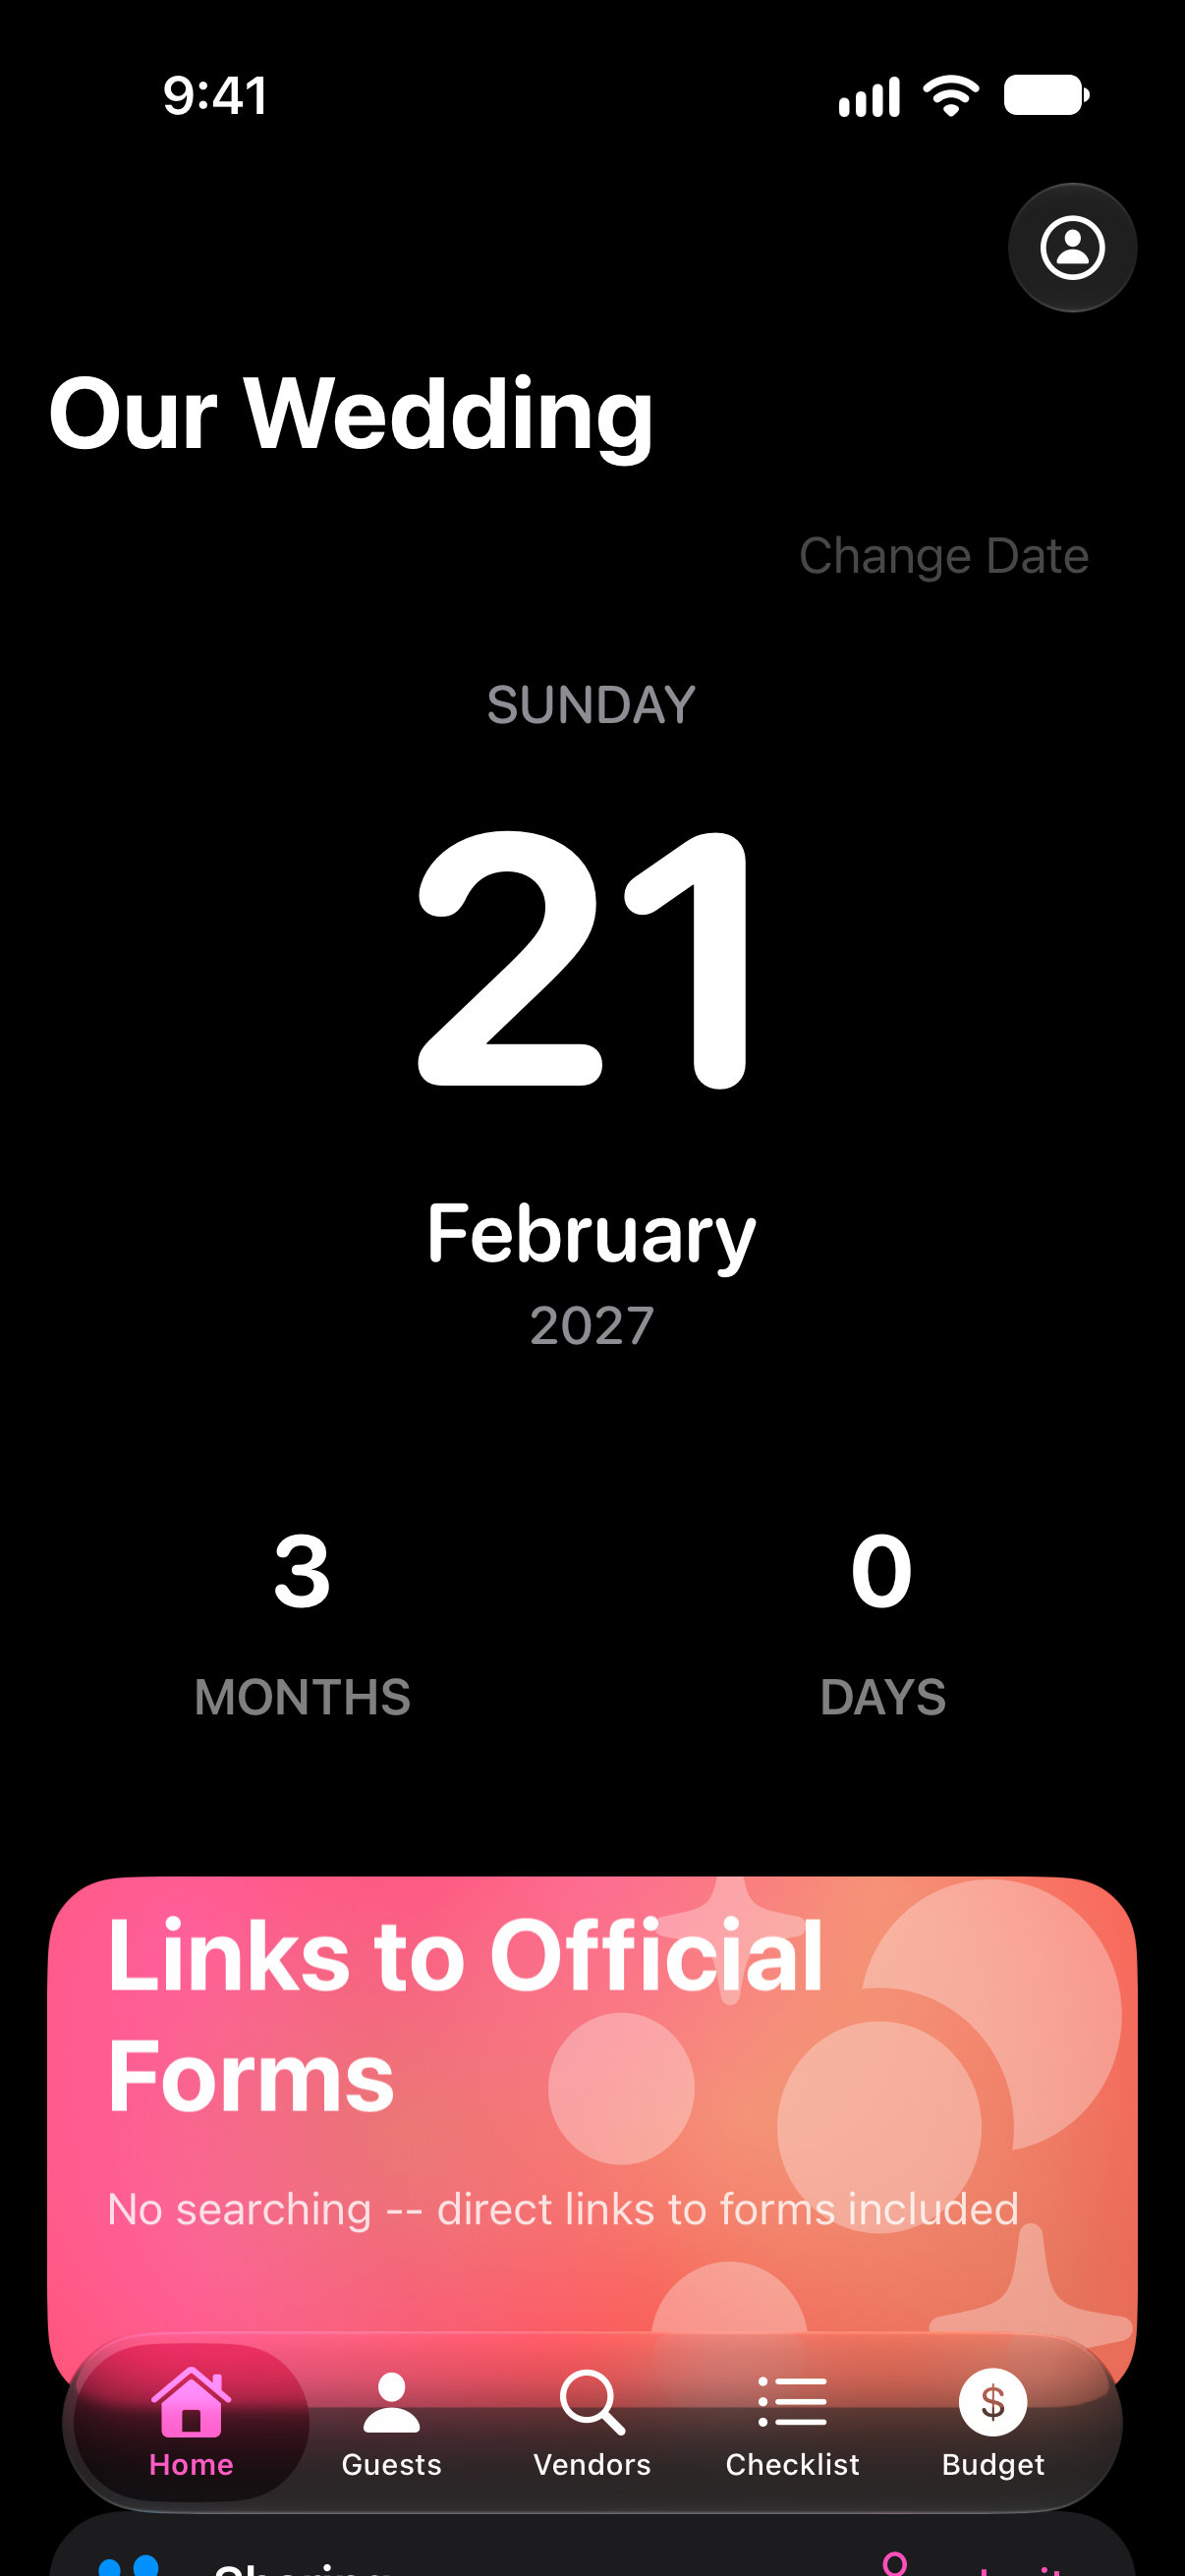 9:41
Our Wedding
Change Date
SUNDAY
21
February
2027
3
0
MONTHS
DAYS
Links to Official
Forms
No searching -- direct links to forms included
$
Home
Guests
Vendors
Checklist
Budget